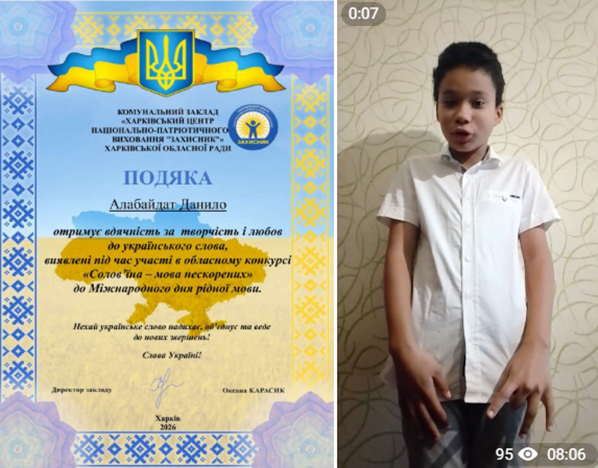 КОМУНАЛЬНИЙ ЗАКЛАД
«ХАРКІВСЬКИЙ ЦЕНТР
НАЦІОНАЛЬНО-ПАТРІОТИЧНОГО
ВИХОВАННЯ "ЗАХИСНИК"»
ХАРКІВСЬКОЇ ОБЛАСНОЇ РАДИ
ЗАХИСНИК
ПОДЯКА
Алабайдат Данило
отримує вдячність за творчість і любов
до українського слова,
виявлені під час участі в обласному конкурсі
«Солов’їна – мова нескорених»
до Міжнародного дня рідної мови.
Нехай українське слово надихає, об’єднує та веде
до нових звершень!
Слава Україні!
Директор закладу
Оксана КАРАСИК
Харків
2026
0:07
95 08:06